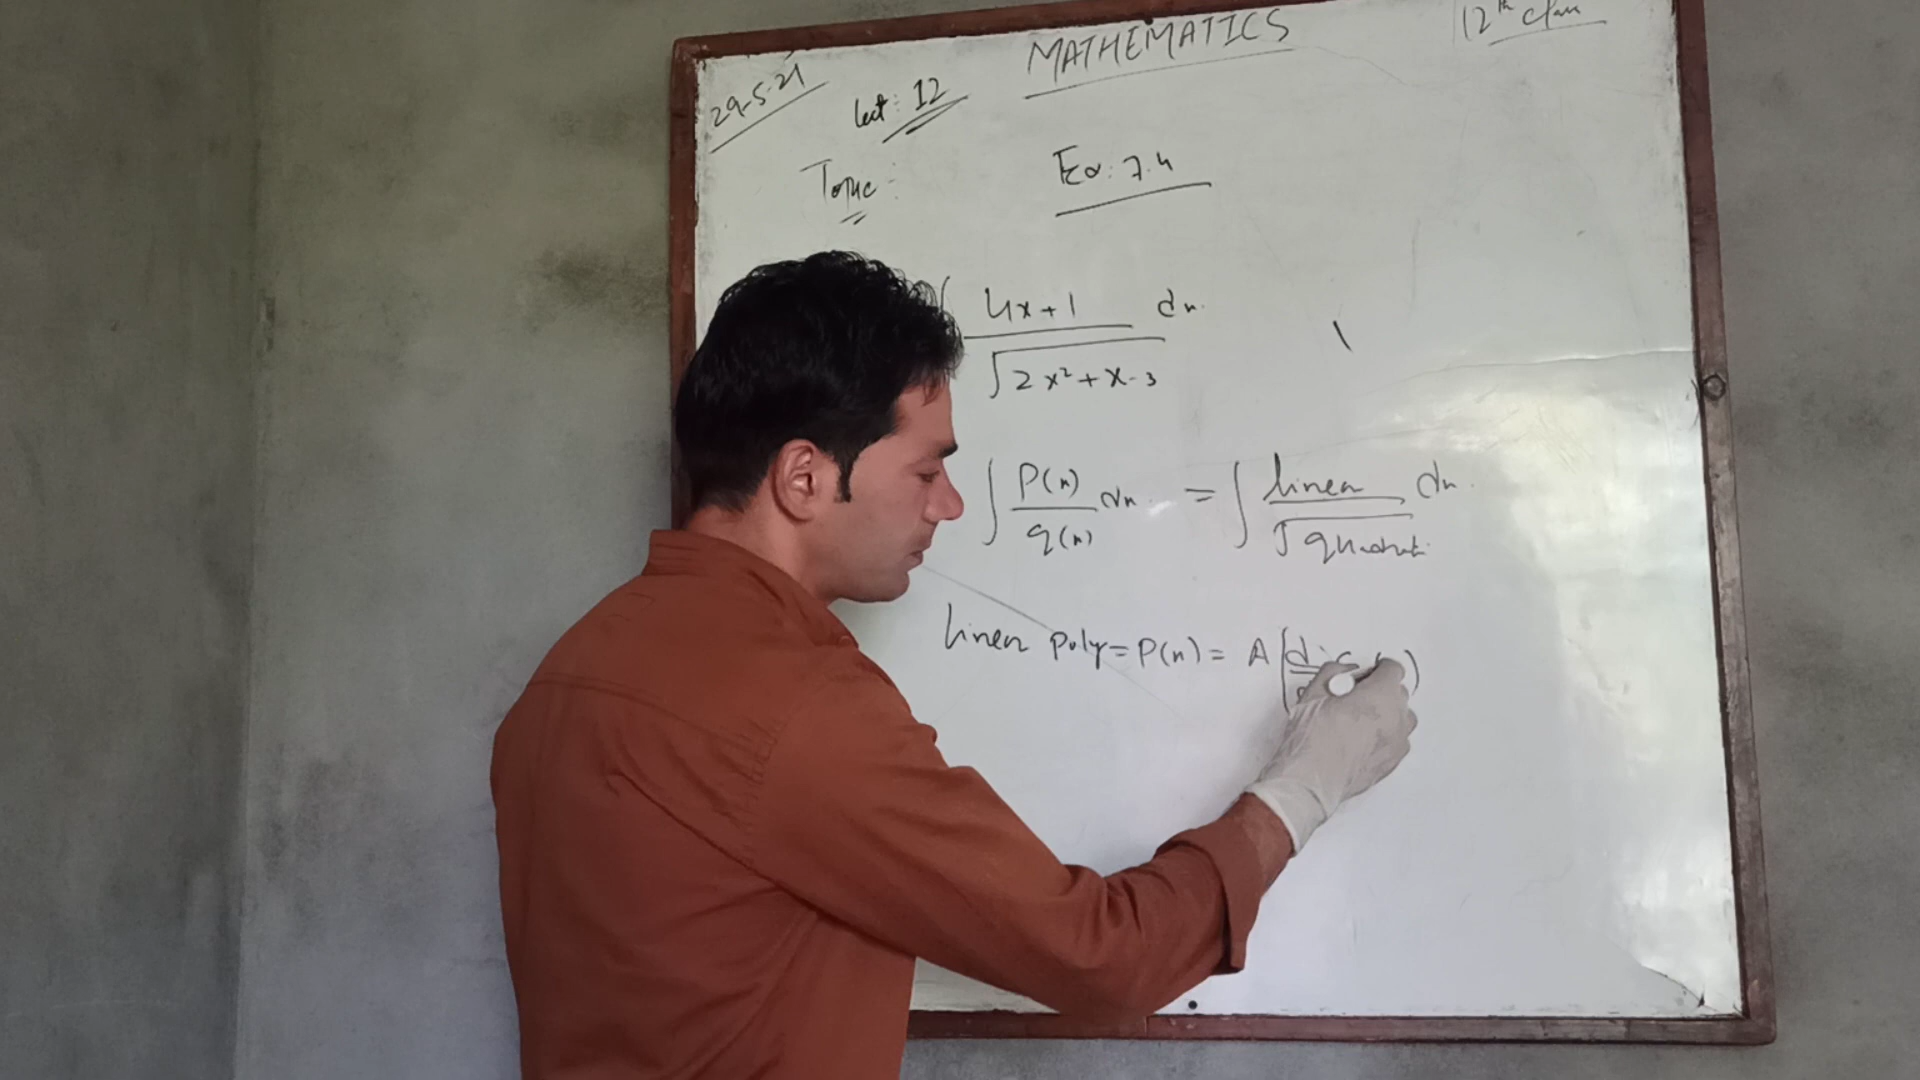 MATHEMATICS
12th class
29-5-21
Lect: 12
Topic:
Ex: 7.4
∫ 4x+1 / √2x²+x-3 dx.
∫ P(x) / q(x) dx = ∫ linear / √quadratic dx.
linear poly = P(x) = A [d/